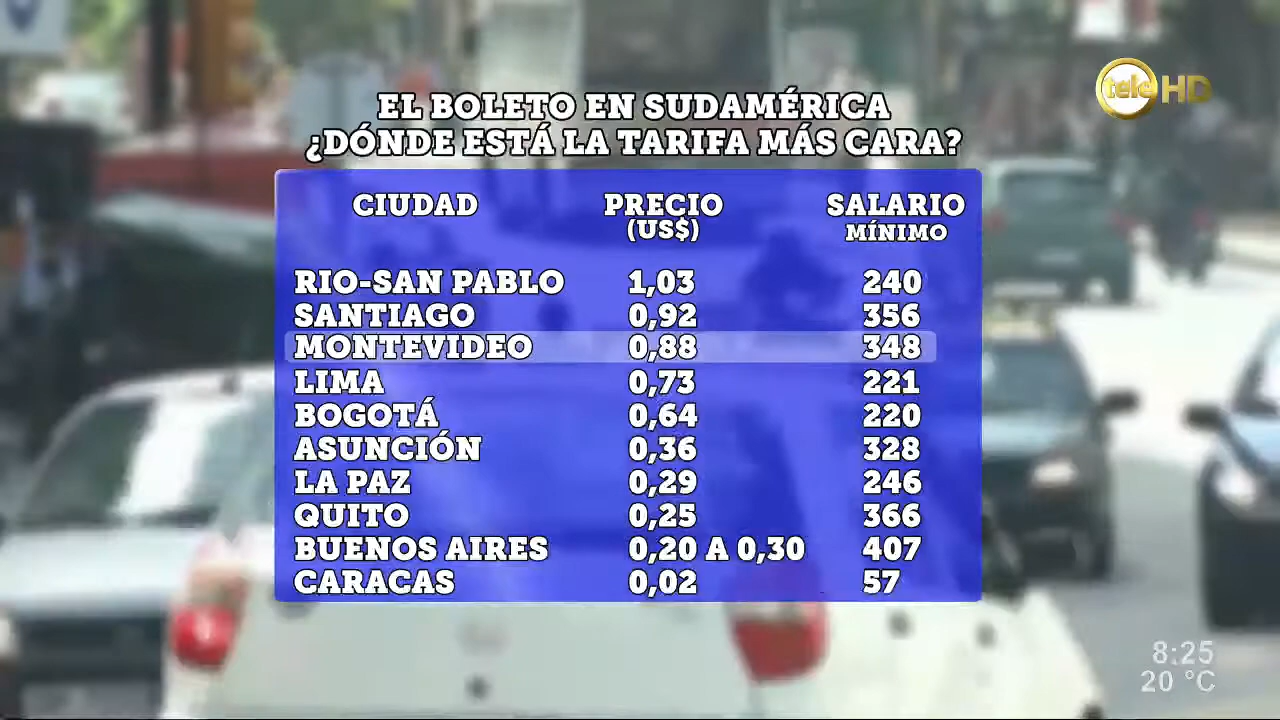 tele HD
EL BOLETO EN SUDAMÉRICA
¿DÓNDE ESTÁ LA TARIFA MÁS CARA?
CIUDAD PRECIO (US$) SALARIO MÍNIMO
RIO-SAN PABLO 1,03 240
SANTIAGO 0,92 356
MONTEVIDEO 0,88 348
LIMA 0,73 221
BOGOTÁ 0,64 220
ASUNCIÓN 0,36 328
LA PAZ 0,29 246
QUITO 0,25 366
BUENOS AIRES 0,20 A 0,30 407
CARACAS 0,02 57
8:25
20 °C